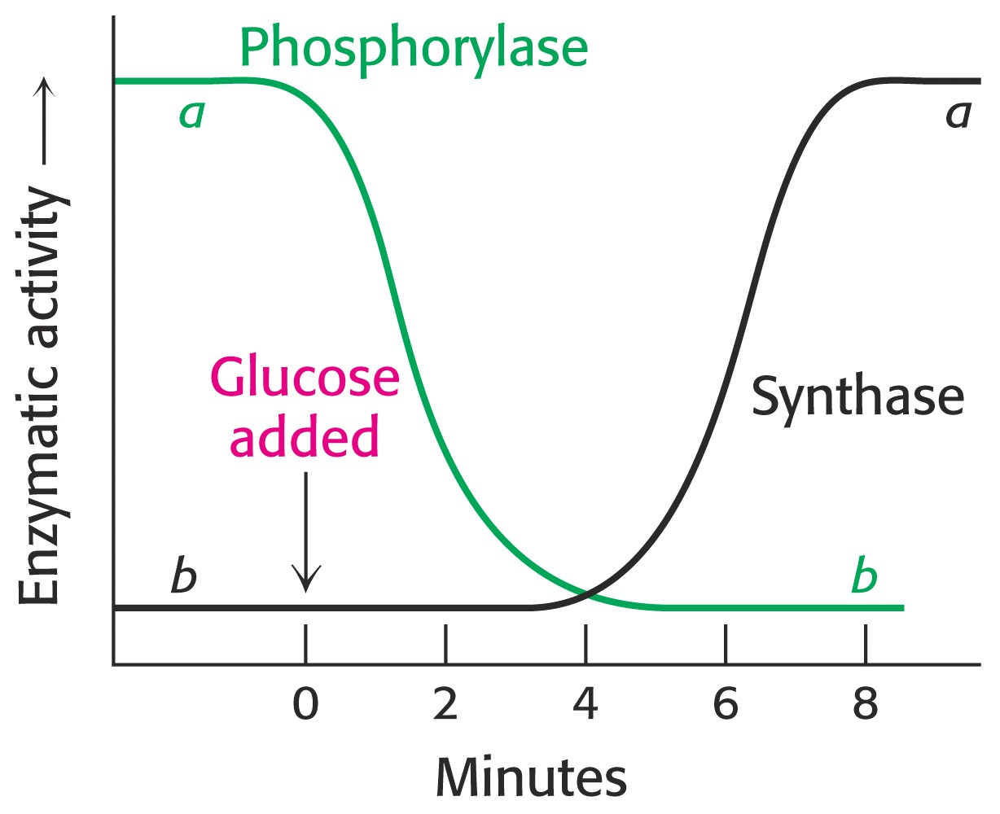 Phosphorylase
a
a
Enzymatic activity
Glucose
added
Synthase
b
b
0 2 4 6 8
Minutes